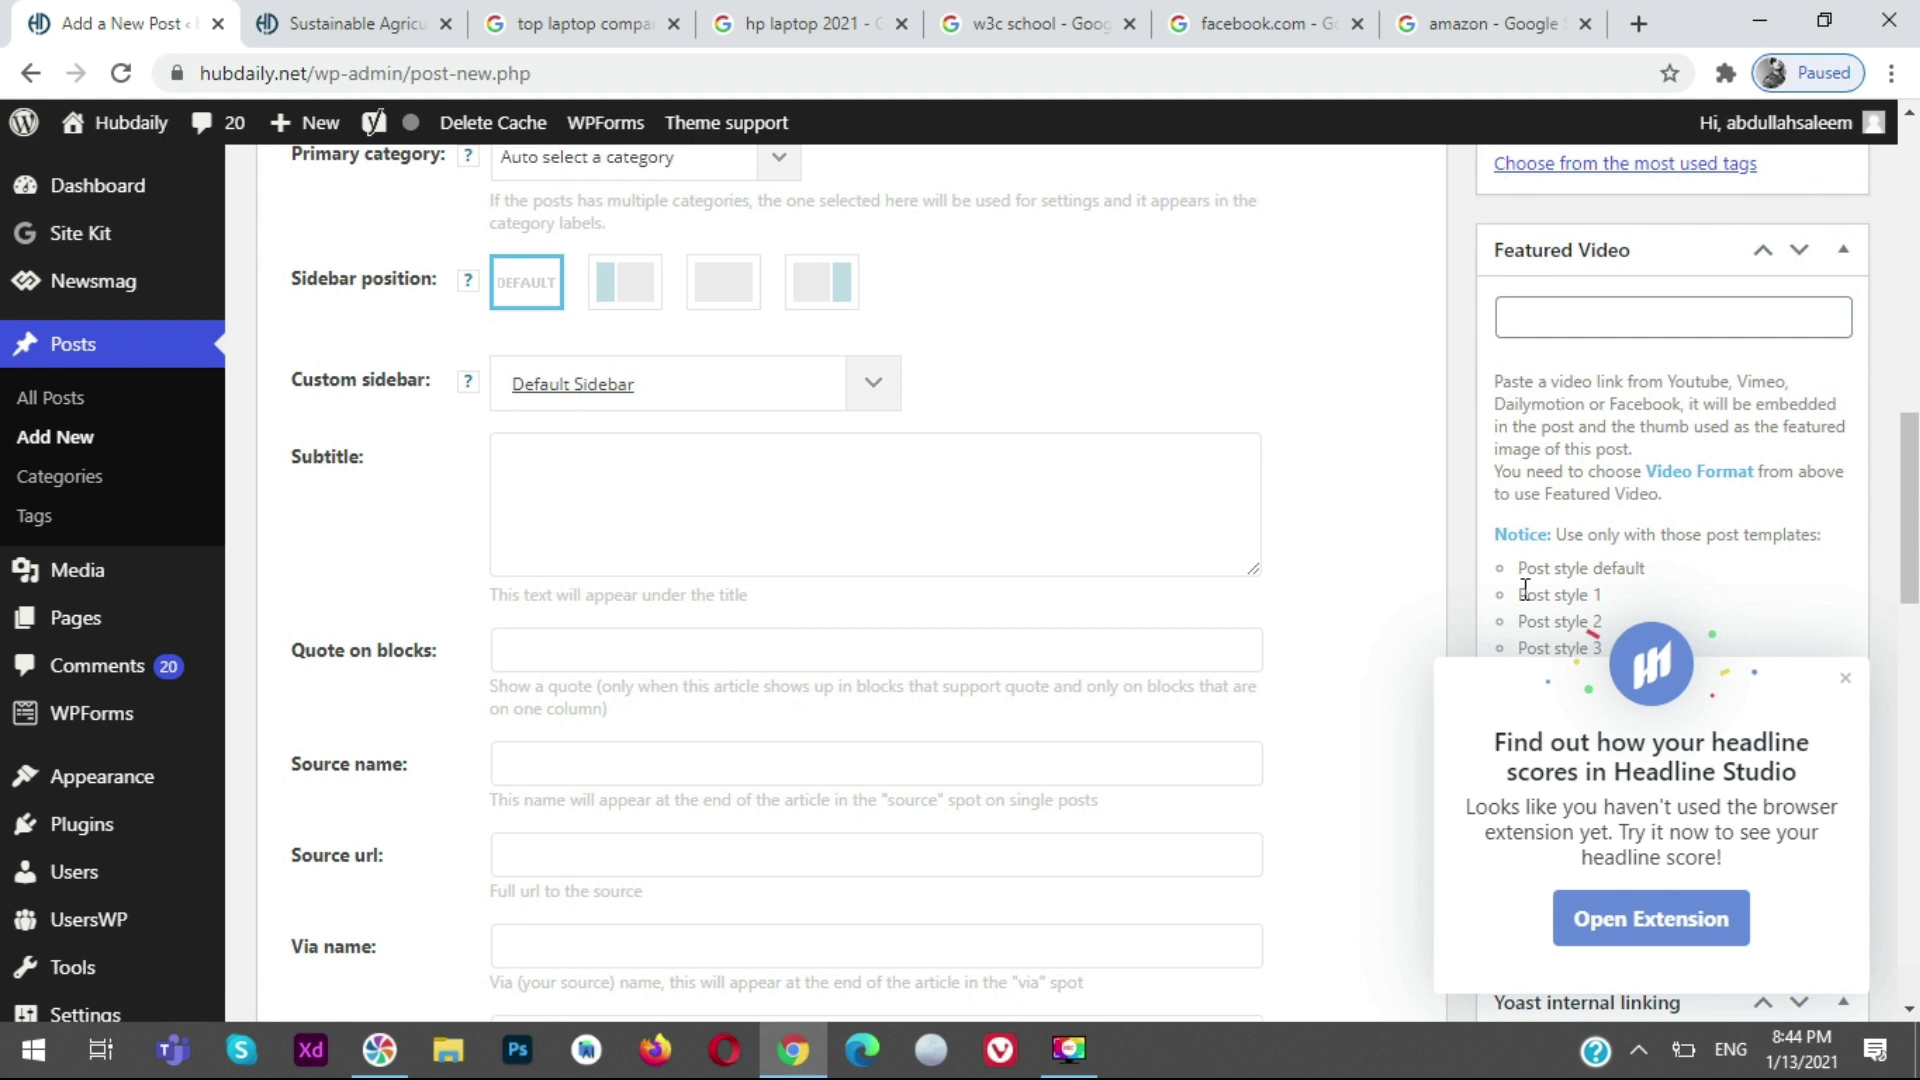 Add a New Post ‹
Sustainable Agricu
top laptop compa
hp laptop 2021 - G
w3c school - Goog
facebook.com - Go
amazon - Google S
hubdaily.net/wp-admin/post-new.php
Paused
Hubdaily
20
New
Delete Cache
WPForms
Theme support
Hi, abdullahsaleem
Dashboard
Site Kit
Newsmag
Posts
All Posts
Add New
Categories
Tags
Media
Pages
Comments 20
WPForms
Appearance
Plugins
Users
UsersWP
Tools
Settings
Primary category: ? Auto select a category
If the posts has multiple categories, the one selected here will be used for settings and it appears in the
category labels.
Sidebar position: ? DEFAULT
Custom sidebar: ? Default Sidebar
Subtitle:
This text will appear under the title
Quote on blocks:
Show a quote (only when this article shows up in blocks that support quote and only on blocks that are
on one column)
Source name:
This name will appear at the end of the article in the "source" spot on single posts
Source url:
Full url to the source
Via name:
Via (your source) name, this will appear at the end of the article in the "via" spot
Choose from the most used tags
Featured Video
Paste a video link from Youtube, Vimeo,
Dailymotion or Facebook, it will be embedded
in the post and the thumb used as the featured
image of this post.
You need to choose Video Format from above
to use Featured Video.
Notice: Use only with those post templates:
Post style default
Post style 1
Post style 2
Post style 3
Find out how your headline
scores in Headline Studio
Looks like you haven't used the browser
extension yet. Try it now to see your
headline score!
Open Extension
Yoast internal linking
Xd
Ps
ENG
8:44 PM
1/13/2021